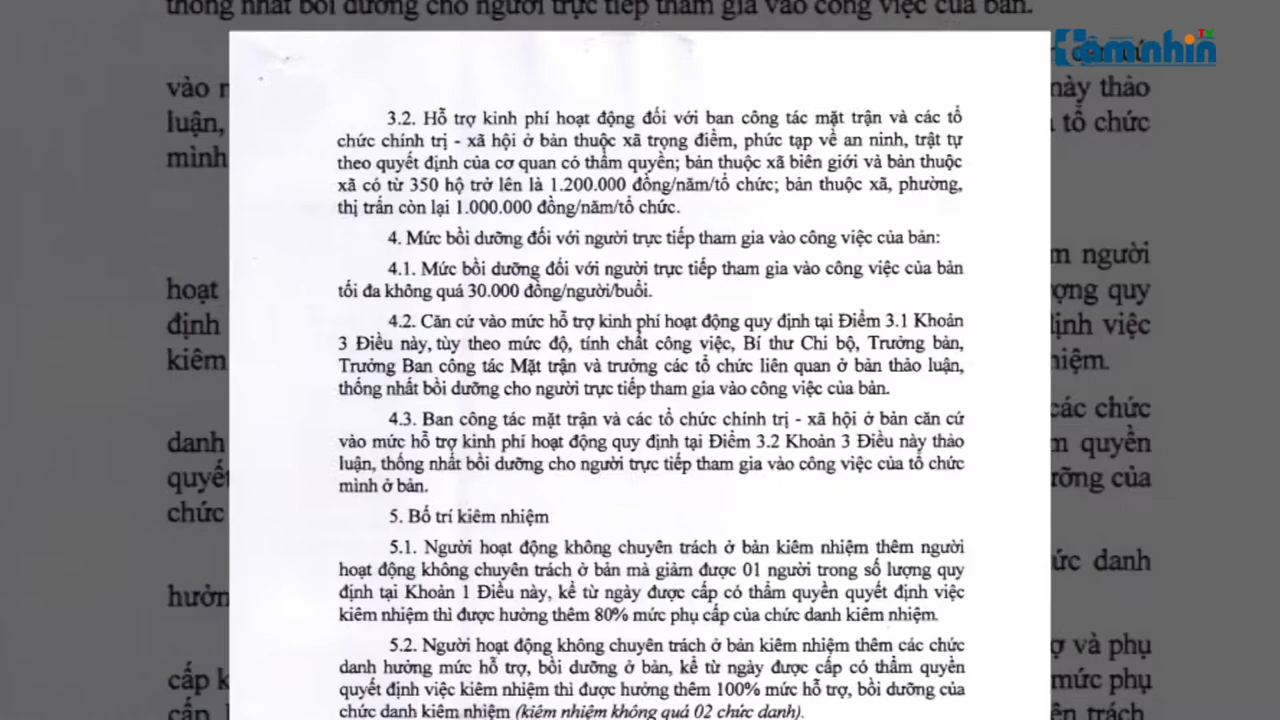 thống nhất bồi dưỡng cho người trực tiếp tham gia vào công việc của bản.
Tầmnhìn
TV
3.2. Hỗ trợ kinh phí hoạt động đối với ban công tác mặt trận và các tổ
chức chính trị - xã hội ở bản thuộc xã trọng điểm, phức tạp về an ninh, trật tự
theo quyết định của cơ quan có thẩm quyền; bản thuộc xã biên giới và bản thuộc
xã có từ 350 hộ trở lên là 1.200.000 đồng/năm/tổ chức; bản thuộc xã, phường,
thị trấn còn lại 1.000.000 đồng/năm/tổ chức.
4. Mức bồi dưỡng đối với người trực tiếp tham gia vào công việc của bản:
4.1. Mức bồi dưỡng đối với người trực tiếp tham gia vào công việc của bản
tối đa không quá 30.000 đồng/người/buổi.
4.2. Căn cứ vào mức hỗ trợ kinh phí hoạt động quy định tại Điểm 3.1 Khoản
3 Điều này, tùy theo mức độ, tính chất công việc, Bí thư Chi bộ, Trưởng bản,
Trưởng Ban công tác Mặt trận và trưởng các tổ chức liên quan ở bản thảo luận,
thống nhất bồi dưỡng cho người trực tiếp tham gia vào công việc của bản.
4.3. Ban công tác mặt trận và các tổ chức chính trị - xã hội ở bản căn cứ
vào mức hỗ trợ kinh phí hoạt động quy định tại Điểm 3.2 Khoản 3 Điều này thảo
luận, thống nhất bồi dưỡng cho người trực tiếp tham gia vào công việc của tổ chức
mình ở bản.
5. Bố trí kiêm nhiệm
5.1. Người hoạt động không chuyên trách ở bản kiêm nhiệm thêm người
hoạt động không chuyên trách ở bản mà giảm được 01 người trong số lượng quy
định tại Khoản 1 Điều này, kể từ ngày được cấp có thẩm quyền quyết định việc
kiêm nhiệm thì được hưởng thêm 80% mức phụ cấp của chức danh kiêm nhiệm.
5.2. Người hoạt động không chuyên trách ở bản kiêm nhiệm thêm các chức
danh hưởng mức hỗ trợ, bồi dưỡng ở bản, kể từ ngày được cấp có thẩm quyền
quyết định việc kiêm nhiệm thì được hưởng thêm 100% mức hỗ trợ, bồi dưỡng của
chức danh kiêm nhiệm (kiêm nhiệm không quá 02 chức danh).